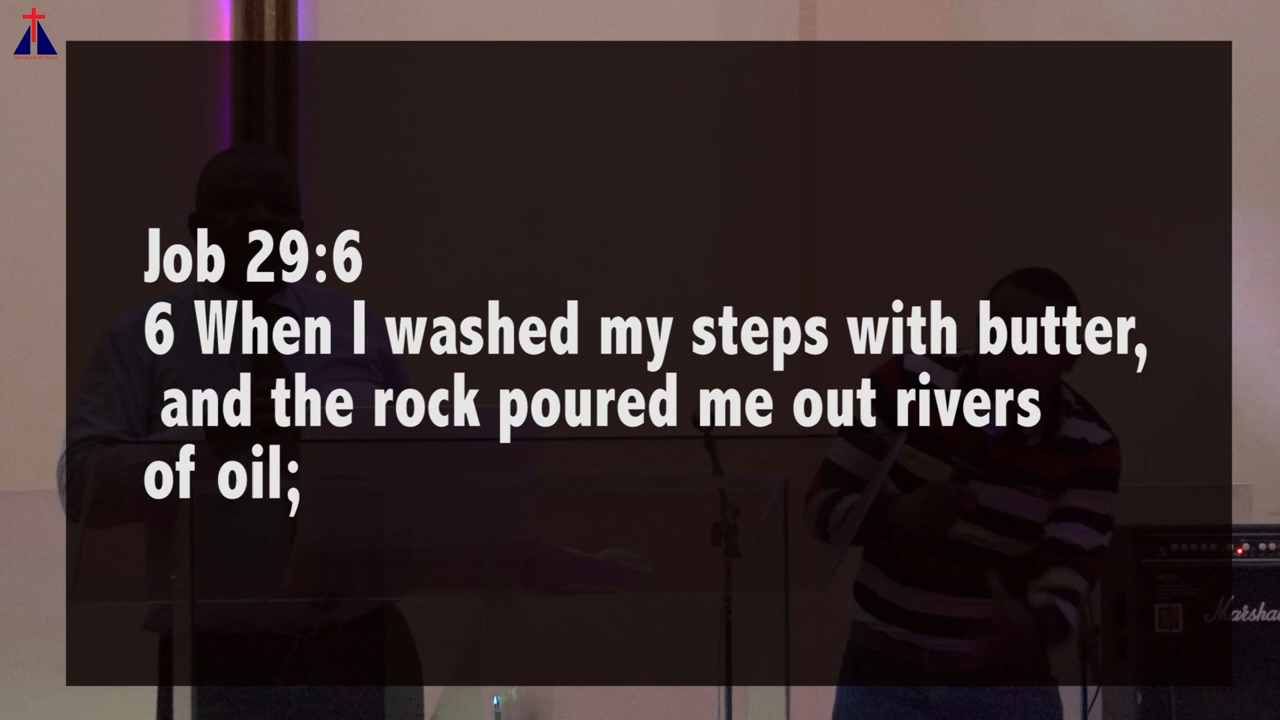 Job 29:6
6 When I washed my steps with butter,
and the rock poured me out rivers
of oil;